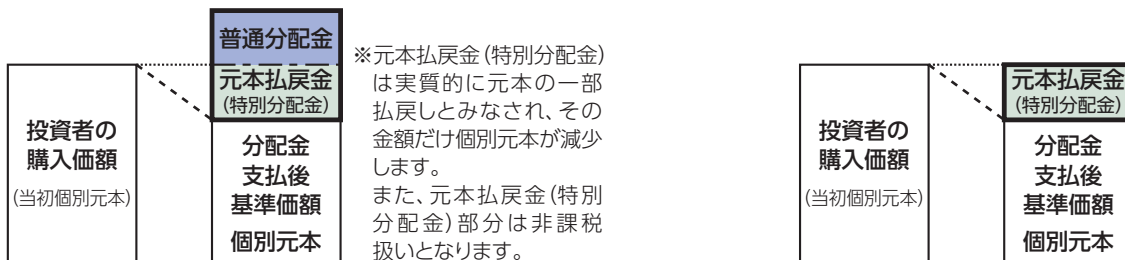 普通分配金
元本払戻金
(特別分配金)
投資者の
購入価額
(当初個別元本)
分配金
支払後
基準価額
個別元本
※元本払戻金(特別分配金)
は実質的に元本の一部
払戻しとみなされ、その
金額だけ個別元本が減少
します。
また、元本払戻金(特別
分配金)部分は非課税
扱いとなります。
投資者の
購入価額
(当初個別元本)
元本払戻金
(特別分配金)
分配金
支払後
基準価額
個別元本